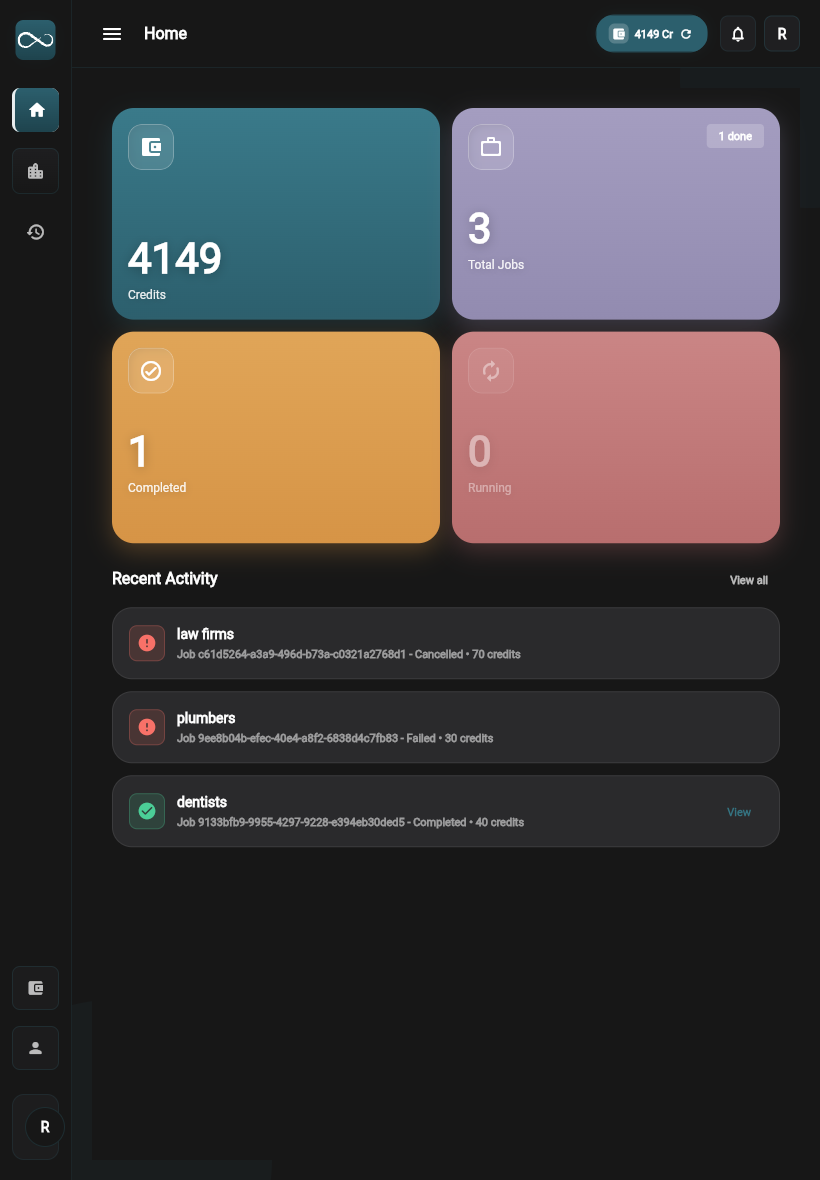 Home
4149 Cr
R
4149
Credits
1 done
3
Total Jobs
1
Completed
0
Running
Recent Activity
View all
law firms
Job c61d5264-a3a9-496d-b73a-c0321a2768d1 - Cancelled • 70 credits
plumbers
Job 9ee8b04b-efec-40e4-a8f2-6838d4c7fb83 - Failed • 30 credits
dentists
Job 9133bfb9-9955-4297-9228-e394eb30ded5 - Completed • 40 credits
View
R